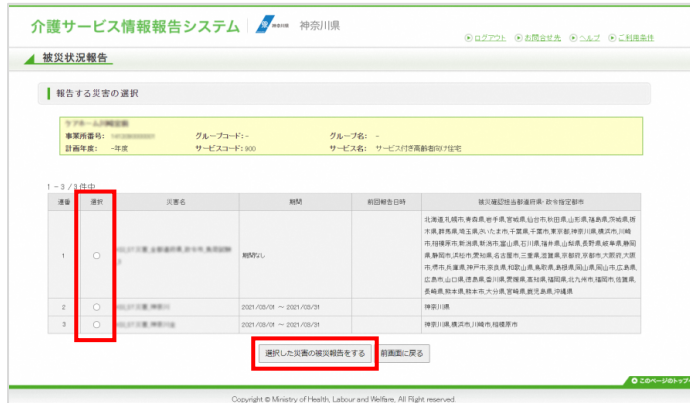 介護サービス情報報告システム 神奈川県 神奈川県
ログアウト お問合せ先 ヘルプ ご利用条件
被災状況報告
報告する災害の選択
事業所番号: グループコード: - グループ名: -
計画年度: -年度 サービスコード: 900 サービス名: サービス付き高齢者向け住宅
1 - 3 / 3 件中
連番 選択 災害名 期間 前回報告日時 被災確認担当都道府県・政令指定都市
北海道,札幌市,青森県,岩手県,宮城県,仙台市,秋田県,山形県,福島県,茨城県,栃
木県,群馬県,埼玉県,さいたま市,千葉県,千葉市,東京都,神奈川県,横浜市,川崎
市,相模原市,新潟県,新潟市,富山県,石川県,福井県,山梨県,長野県,岐阜県,静岡
1 期間なし 県,静岡市,浜松市,愛知県,名古屋市,三重県,滋賀県,京都府,京都市,大阪府,大阪
市,堺市,兵庫県,神戸市,奈良県,和歌山県,鳥取県,島根県,岡山県,岡山市,広島県,
広島市,山口県,徳島県,香川県,愛媛県,高知県,福岡県,北九州市,福岡市,佐賀県,
長崎県,熊本県,熊本市,大分県,宮崎県,鹿児島県,沖縄県
2 2021/03/01 ～ 2021/03/31 神奈川県
3 2021/03/01 ～ 2021/03/31 神奈川県,横浜市,川崎市,相模原市
選択した災害の被災報告をする 前画面に戻る
このページのトップ
Copyright © Ministry of Health, Labour and Welfare, All Right reserved.